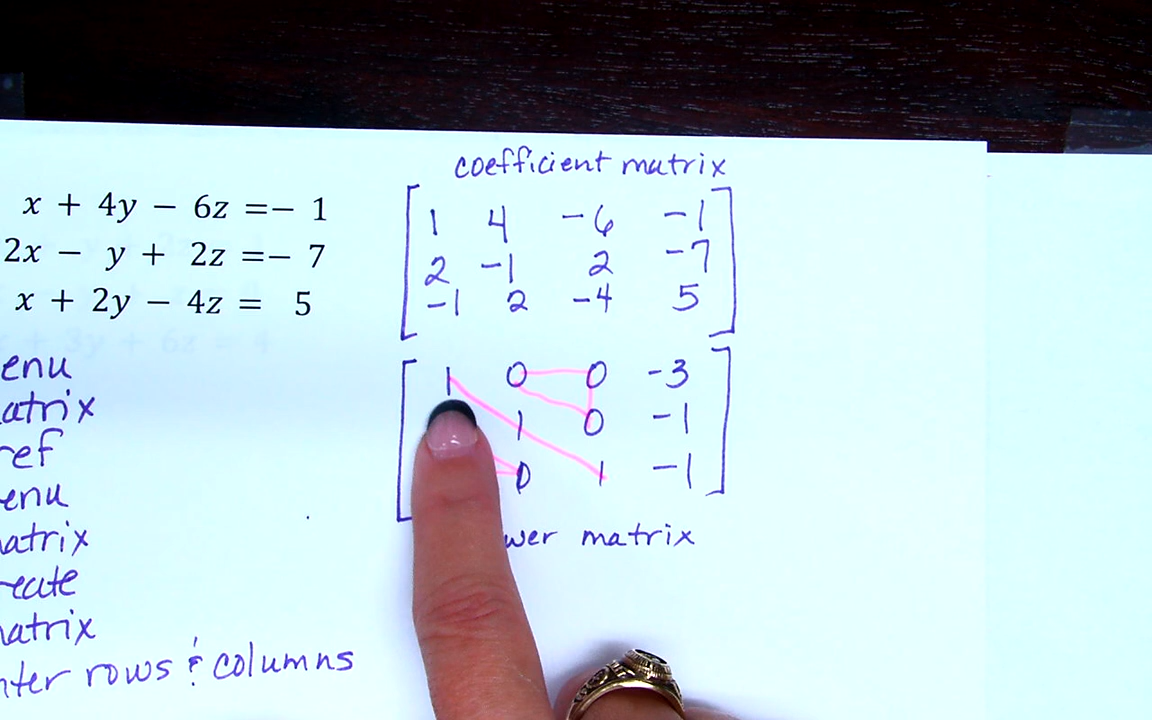 coefficient matrix
x + 4y − 6z =− 1
2x − y + 2z =− 7
x + 2y − 4z = 5
1 4 -6 -1
2 -1 2 -7
-1 2 -4 5
1 0 0 -3
1 0 -1
0 1 -1
wer matrix
enu
atrix
ref
enu
atrix
reate
atrix
nter rows & columns